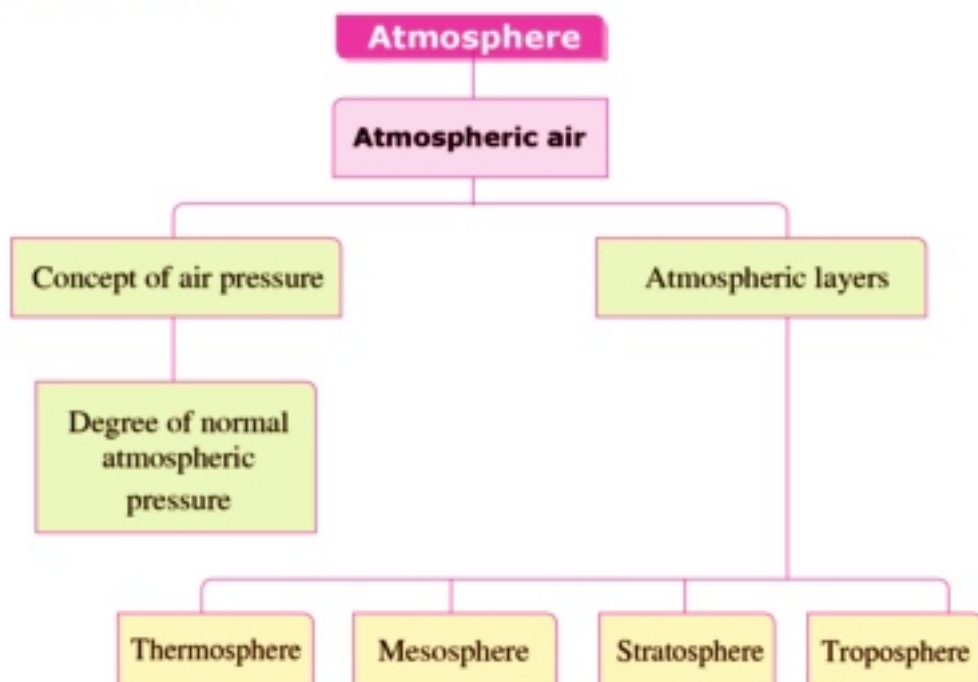 Atmosphere
Atmospheric air
Concept of air pressure
Atmospheric layers
Degree of normal
atmospheric
pressure
Thermosphere
Mesosphere
Stratosphere
Troposphere